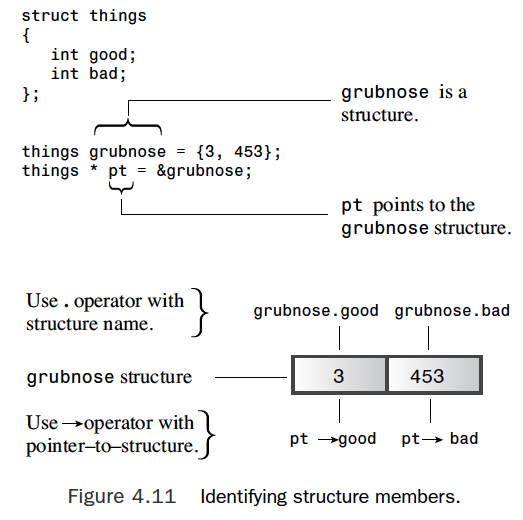 struct things
{
int good;
int bad;
};
grubnose is a
structure.
things grubnose = {3, 453};
things * pt = &grubnose;
pt points to the
grubnose structure.
Use . operator with
structure name.
grubnose.good grubnose.bad
grubnose structure
3 453
Use →operator with
pointer–to–structure.
pt →good pt→ bad
Figure 4.11 Identifying structure members.